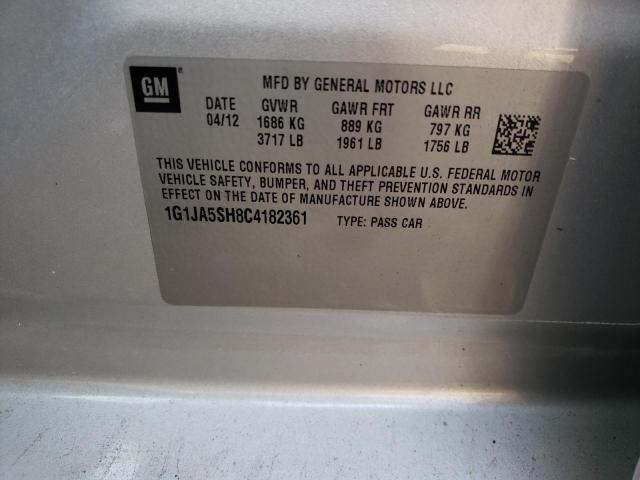 GM
MFD BY GENERAL MOTORS LLC
DATE GVWR GAWR FRT GAWR RR
04/12 1686 KG 889 KG 797 KG
3717 LB 1961 LB 1756 LB
THIS VEHICLE CONFORMS TO ALL APPLICABLE U.S. FEDERAL MOTOR
VEHICLE SAFETY, BUMPER, AND THEFT PREVENTION STANDARDS IN
EFFECT ON THE DATE OF MANUFACTURE SHOWN ABOVE.
1G1JA5SH8C4182361 TYPE: PASS CAR